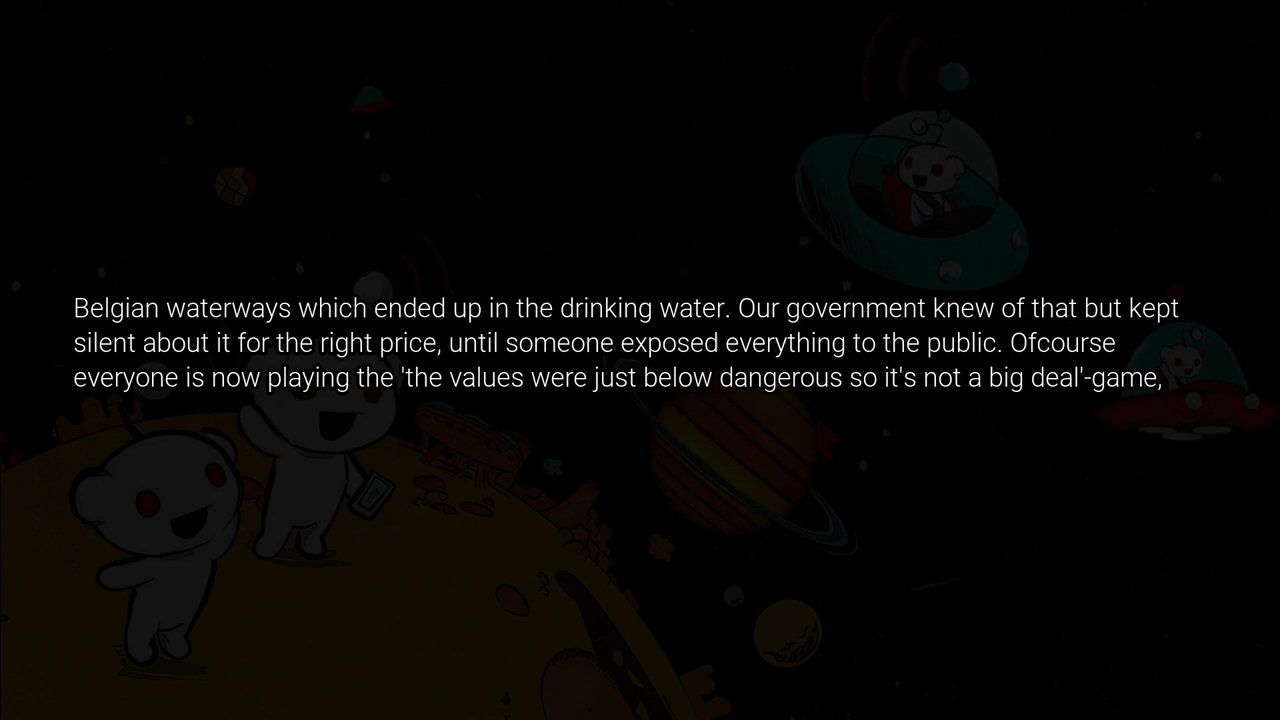 Belgian waterways which ended up in the drinking water. Our government knew of that but kept
silent about it for the right price, until someone exposed everything to the public. Ofcourse
everyone is now playing the 'the values were just below dangerous so it's not a big deal'-game,